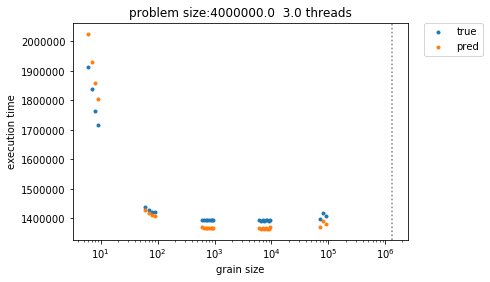 problem size:4000000.0  3.0 threads
true
pred
execution time
2000000
1900000
1800000
1700000
1600000
1500000
1400000
10¹ 10² 10³ 10⁴ 10⁵ 10⁶
grain size